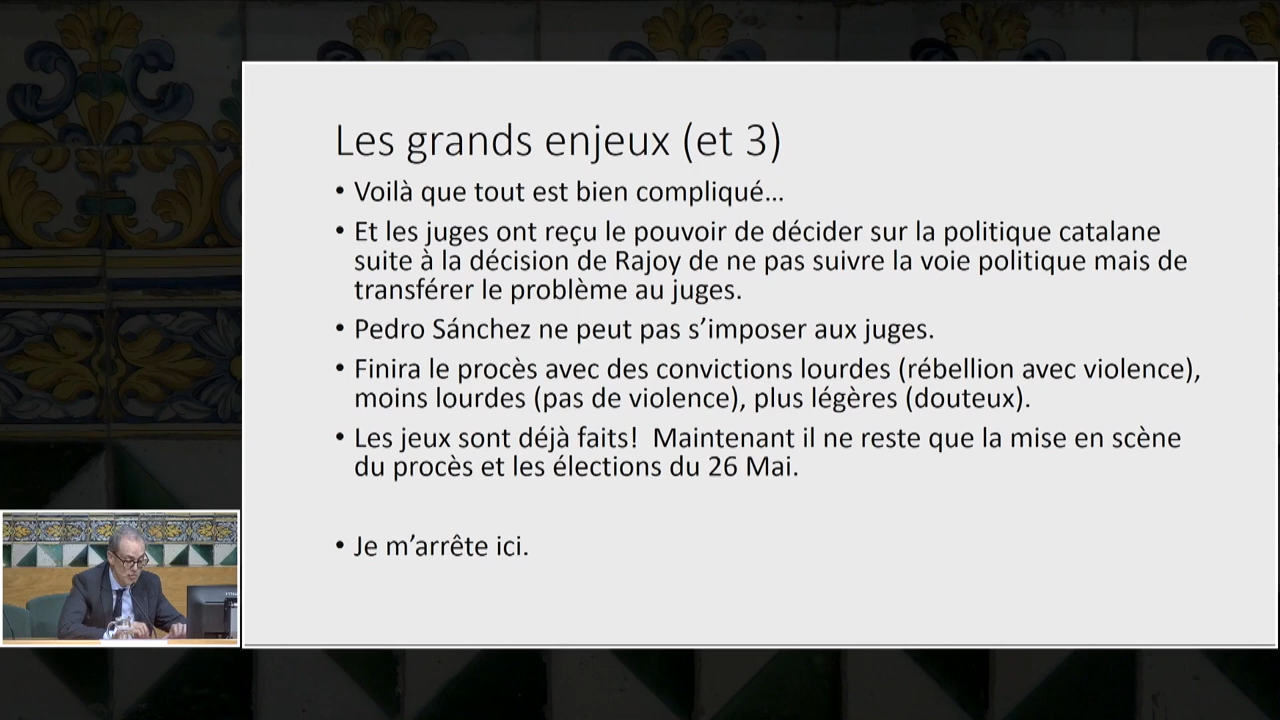 Les grands enjeux (et 3)
• Voilà que tout est bien compliqué...
• Et les juges ont reçu le pouvoir de décider sur la politique catalane
suite à la décision de Rajoy de ne pas suivre la voie politique mais de
transférer le problème au juges.
• Pedro Sánchez ne peut pas s’imposer aux juges.
• Finira le procès avec des convictions lourdes (rébellion avec violence),
moins lourdes (pas de violence), plus légères (douteux).
• Les jeux sont déjà faits!  Maintenant il ne reste que la mise en scène
du procès et les élections du 26 Mai.
• Je m’arrête ici.